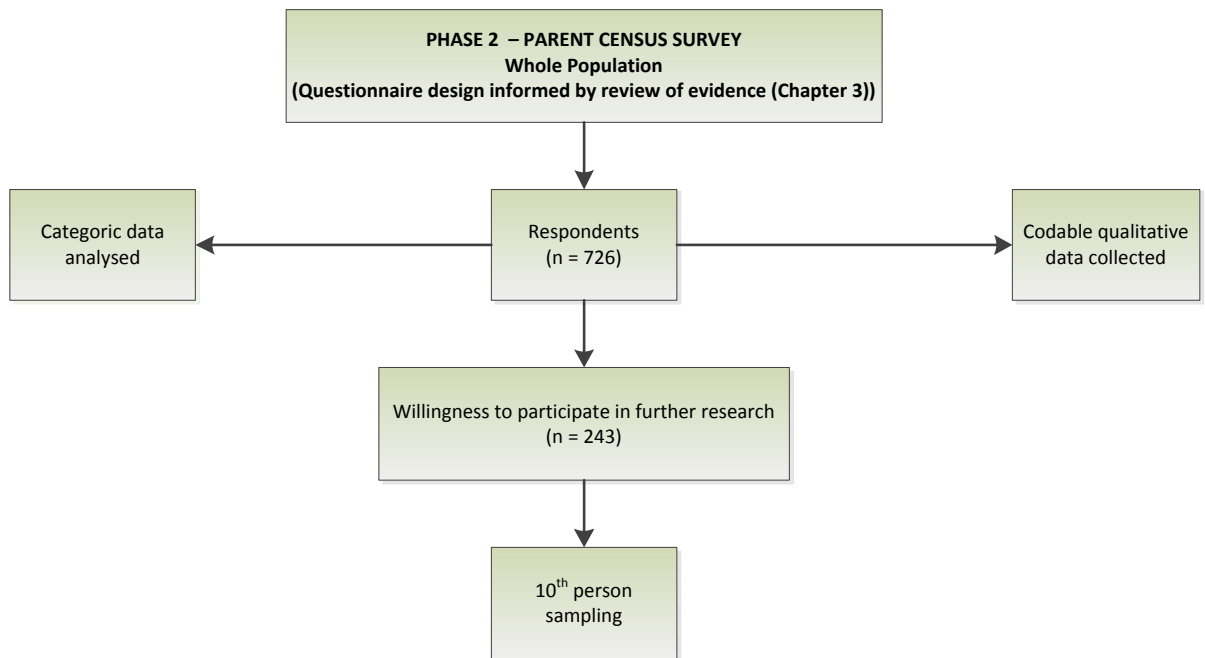 PHASE 2 – PARENT CENSUS SURVEY
Whole Population
(Questionnaire design informed by review of evidence (Chapter 3))
Categoric data
analysed
Respondents
(n = 726)
Codable qualitative
data collected
Willingness to participate in further research
(n = 243)
10th person
sampling